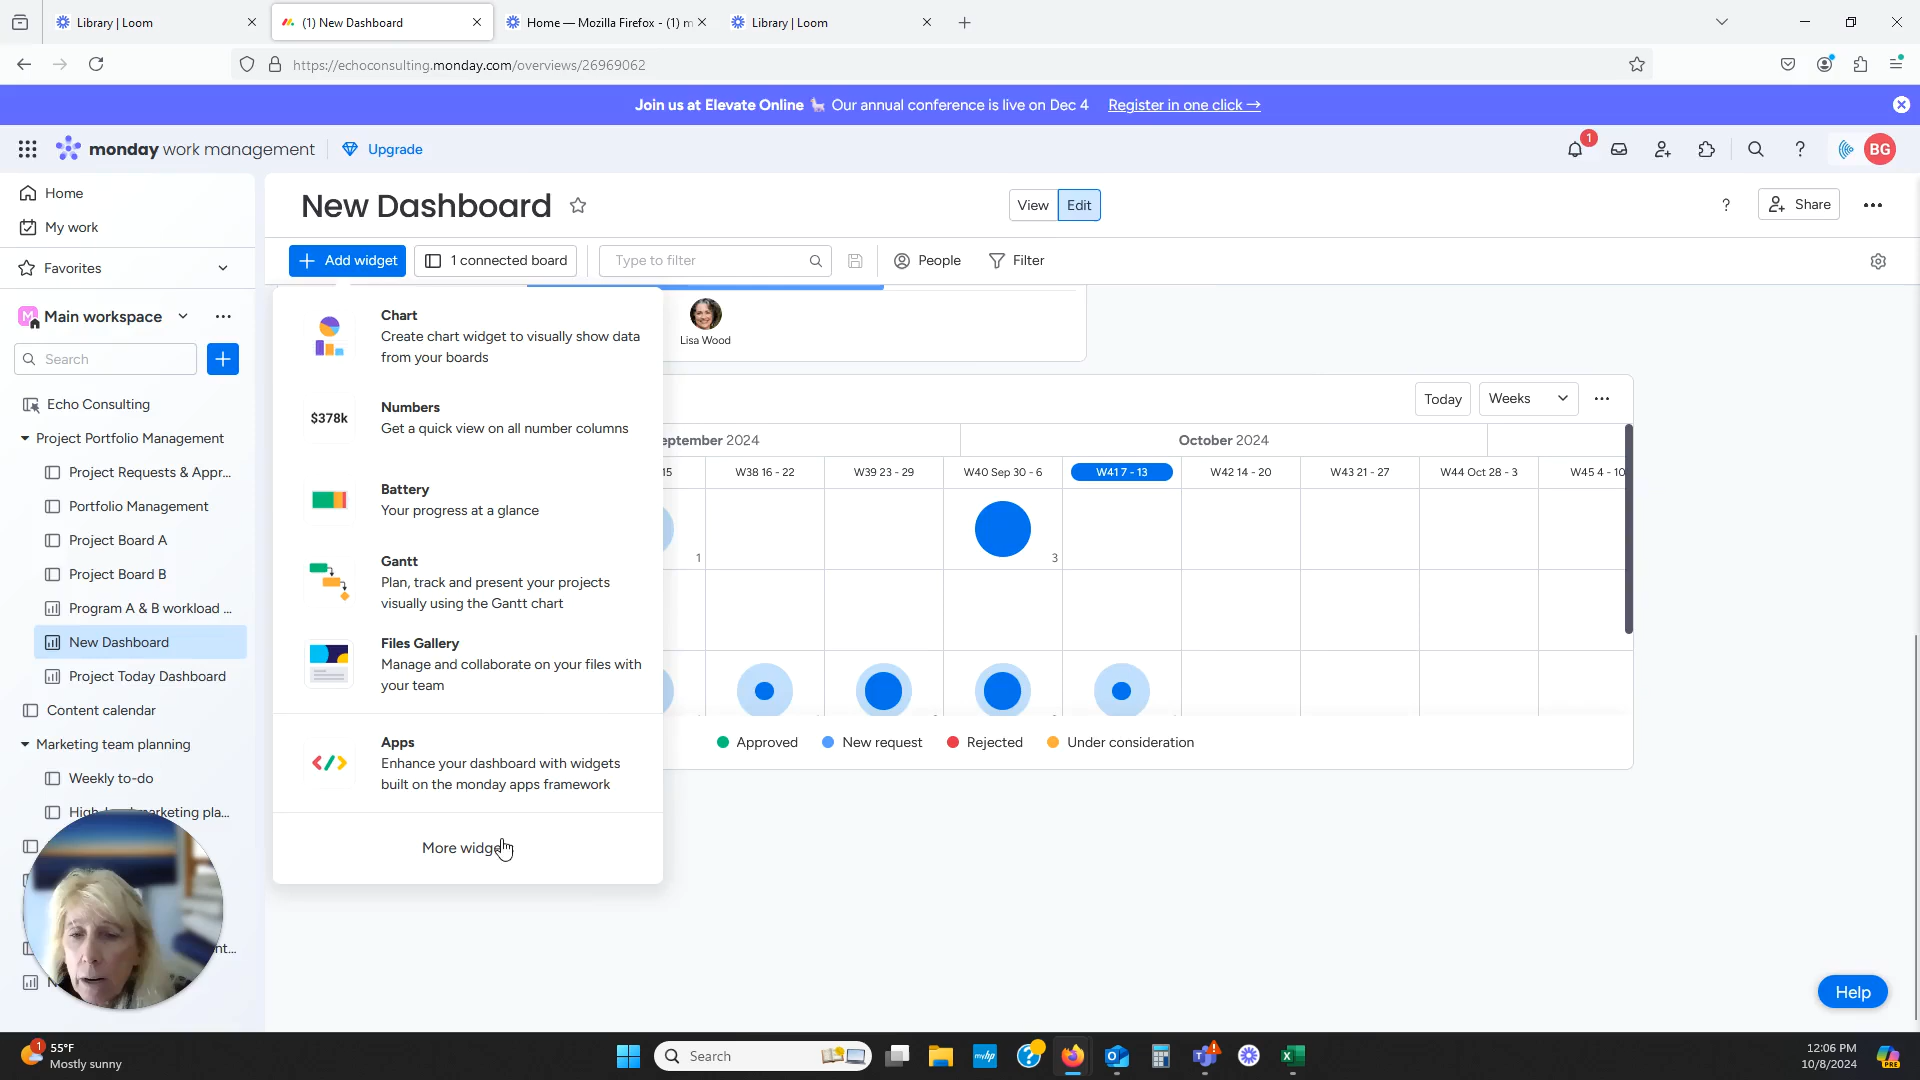 Library | Loom
(1) New Dashboard
Home — Mozilla Firefox - (1) m
Library | Loom
https://echoconsulting.monday.com/overviews/26969062
Join us at Elevate Online 🦙 Our annual conference is live on Dec 4 Register in one click →
monday work management
Upgrade
1
BG
Home
My work
Favorites
M
Main workspace
Search
Echo Consulting
Project Portfolio Management
Project Requests & Appr...
Portfolio Management
Project Board A
Project Board B
Program A & B workload ...
New Dashboard
Project Today Dashboard
Content calendar
Marketing team planning
Weekly to-do
New Dashboard
View
Edit
?
Share
Add widget
1 connected board
Type to filter
People
Filter
Chart
Create chart widget to visually show data
from your boards
$378k
Numbers
Get a quick view on all number columns
Battery
Your progress at a glance
Gantt
Plan, track and present your projects
visually using the Gantt chart
Files Gallery
Manage and collaborate on your files with
your team
Apps
Enhance your dashboard with widgets
built on the monday apps framework
More
Lisa Wood
Today
Weeks
2024
October 2024
15
W38 16 - 22
W39 23 - 29
W40 Sep 30 - 6
W41 7 - 13
W42 14 - 20
W43 21 - 27
W44 Oct 28 - 3
W45 4 - 10
1
3
Approved
New request
Rejected
Under consideration
Help
1
55°F
Mostly sunny
Search
myhp
12:06 PM
10/8/2024
PRE